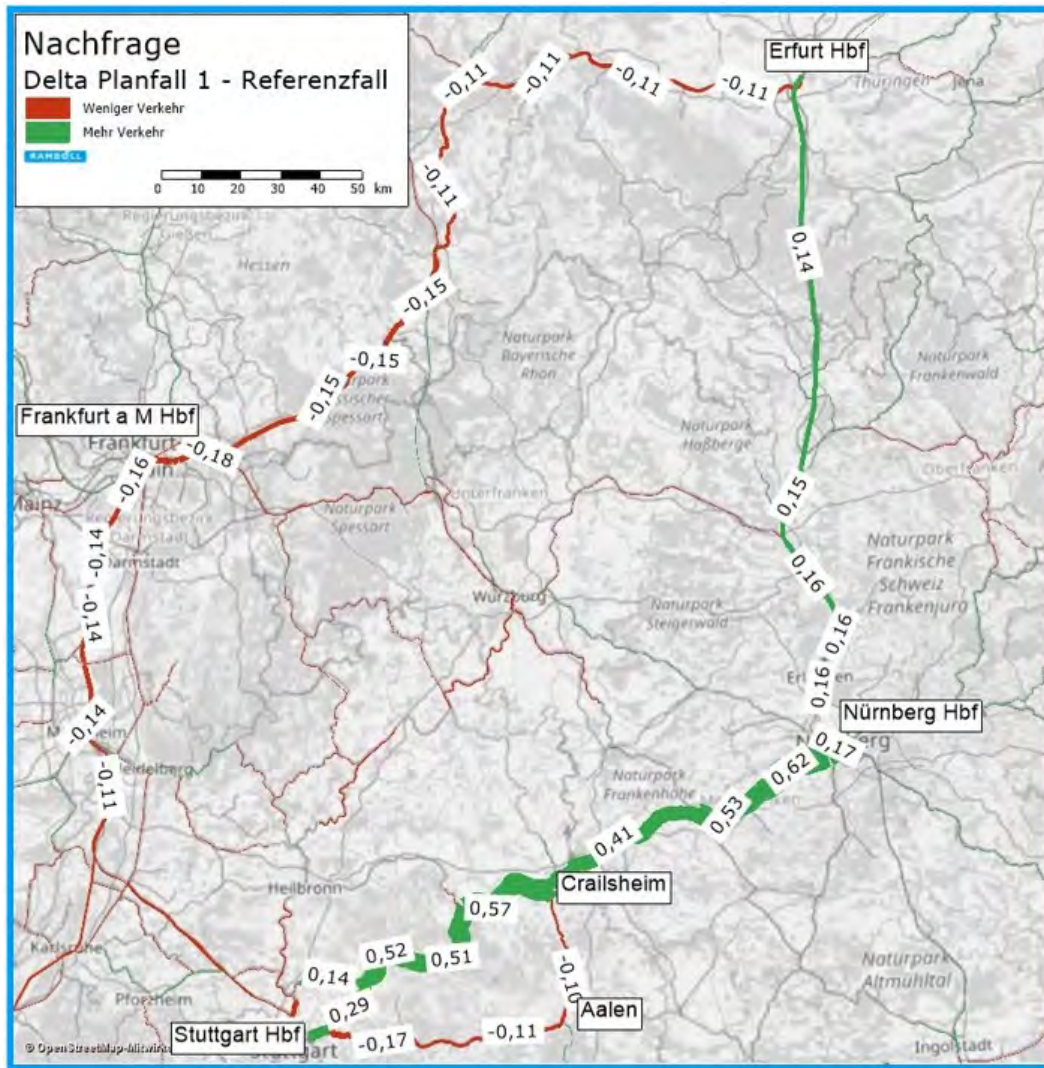 Nachfrage
Delta Planfall 1 - Referenzfall
Weniger Verkehr
Mehr Verkehr
RAMBOLL
0 10 20 30 40 50 km
Erfurt Hbf
Thüringen
Jena
-0,11
-0,11
-0,11
-0,11
-0,11
Regierungsbezirk
Gießen
Hessen
0,14
-0,15
-0,15
-0,15
Naturpark
Bayerische
Rhön
Naturpark
Frankenwald
Naturpark
Haßberge
Frankfurt a M Hbf
Frankfurt
-0,18
-0,16
Mainz
Oberfranken
Unterfranken
0,15
Naturpark
Spessart
-0,14
Darmstadt
Naturpark
Fränkische
Schweiz
Frankenjura
0,16
Würzburg
-0,14
Naturpark
Steigerwald
0,16
0,16
Nürnberg Hbf
-0,14
0,17
Heidelberg
0,62
Naturpark
Frankenhöhe
-0,11
0,53
0,41
Heilbronn
Crailsheim
0,57
Karlsruhe
0,52
0,51
Naturpark
Altmühltal
0,14
-0,10
Pforzheim
0,29
Aalen
Stuttgart Hbf
-0,17
-0,11
Stuttgart
Ingolstadt
© OpenStreetMap-Mitwirk